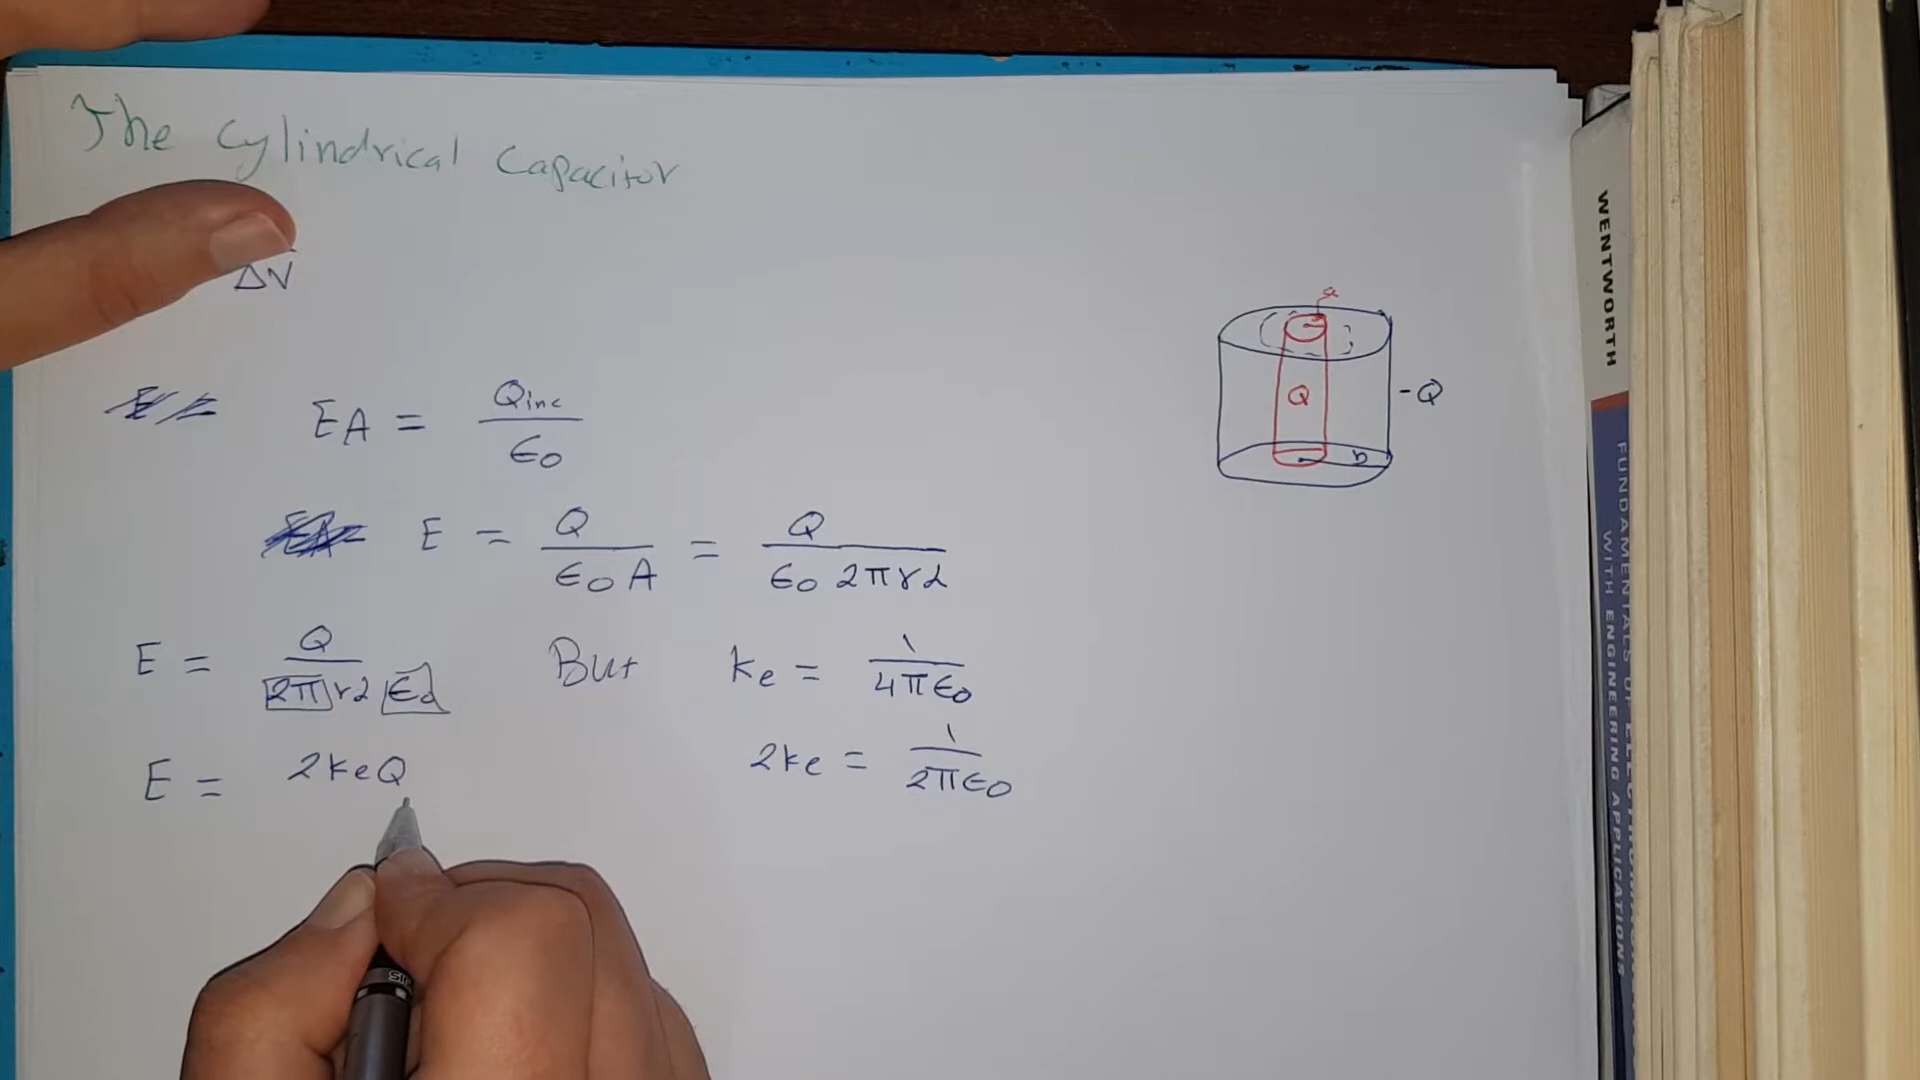 The Cylindrical Capacitor
ΔV
a
-Q
Q
b
EA = Qinc / ϵ0
E = Q / ϵ0 A = Q / ϵ0 2πrl
E = Q / 2πrl ϵ0 But ke = 1 / 4πϵ0
E = 2keQ 2ke = 1 / 2πϵ0
WENTWORTH
FUNDAMENTALS OF ELECTROMAGNETICS
WITH ENGINEERING APPLICATIONS